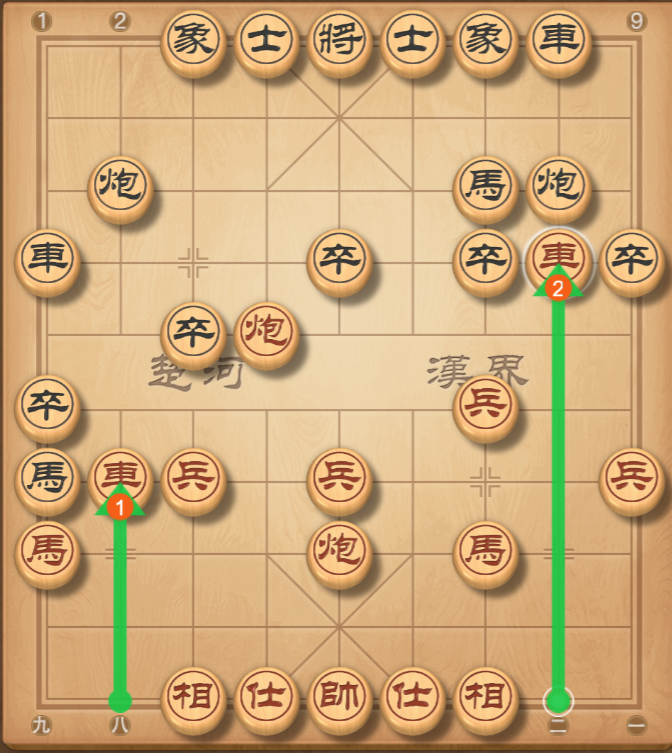 1 2 9
象 士 將 士 象 車
炮 馬 炮
車 卒 卒 車 卒
2
卒 炮
楚河 漢界
卒 兵
馬 車 兵 兵 兵
1
馬 炮 馬
相 仕 帥 仕 相
九 八 二 一